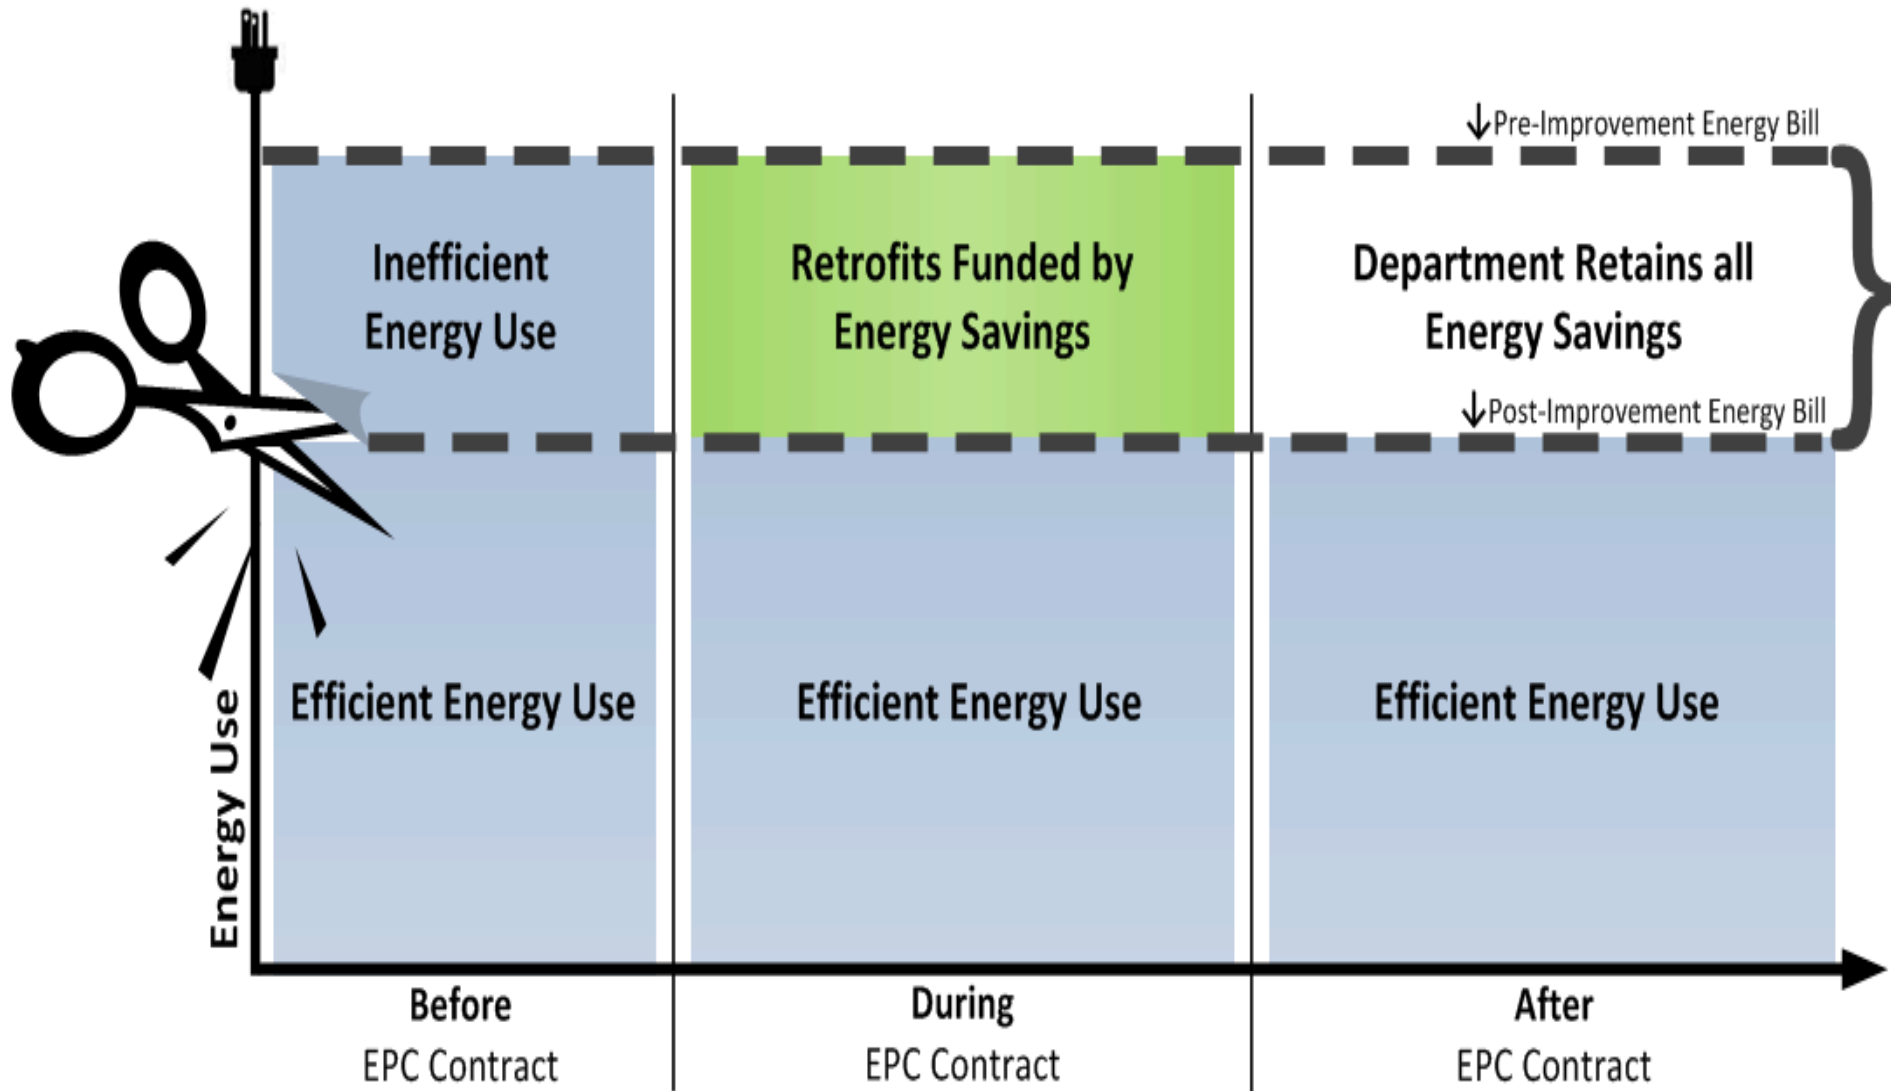 ↓Pre-Improvement Energy Bill
Inefficient
Energy Use
Retrofits Funded by
Energy Savings
Department Retains all
Energy Savings
↓Post-Improvement Energy Bill
Efficient Energy Use
Efficient Energy Use
Efficient Energy Use
Energy Use
Before
EPC Contract
During
EPC Contract
After
EPC Contract